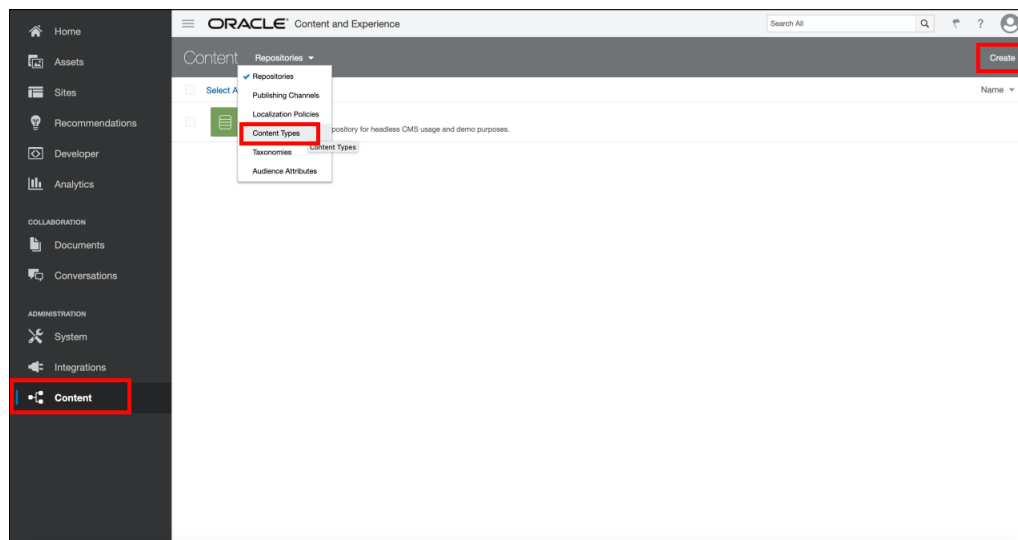 ORACLE® Content and Experience
Search All
?
Home
Assets
Sites
Recommendations
Developer
Analytics
COLLABORATION
Documents
Conversations
ADMINISTRATION
System
Integrations
Content
Content Repositories
Create
Select A
Name
Repositories
Publishing Channels
Localization Policies
Content Types
Taxonomies
Audience Attributes
Content Types
pository for headless CMS usage and demo purposes.